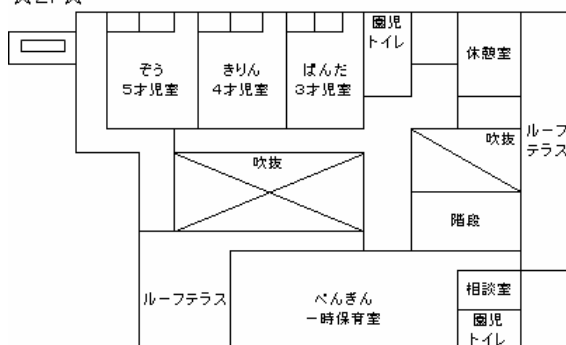 ☆2F☆
園児
トイレ
ぞう
5才児室
きりん
4才児室
ぱんだ
3才児室
休憩室
吹抜
ルーフ
テラス
吹抜
階段
ルーフテラス
ぺんぎん
一時保育室
相談室
園児
トイレ